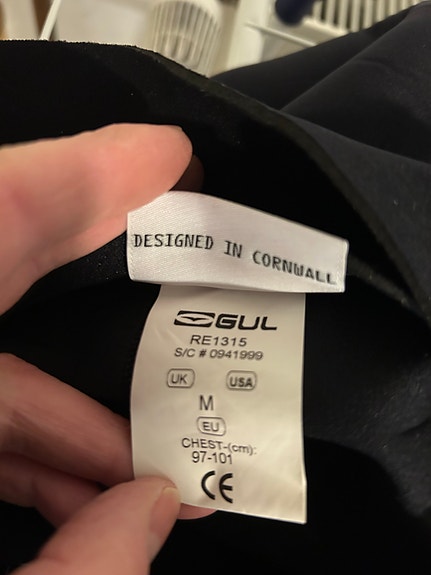 DESIGNED IN CORNWALL
GUL
RE1315
S/C # 0941999
UK USA
M
EU
CHEST-(cm):
97-101
CE